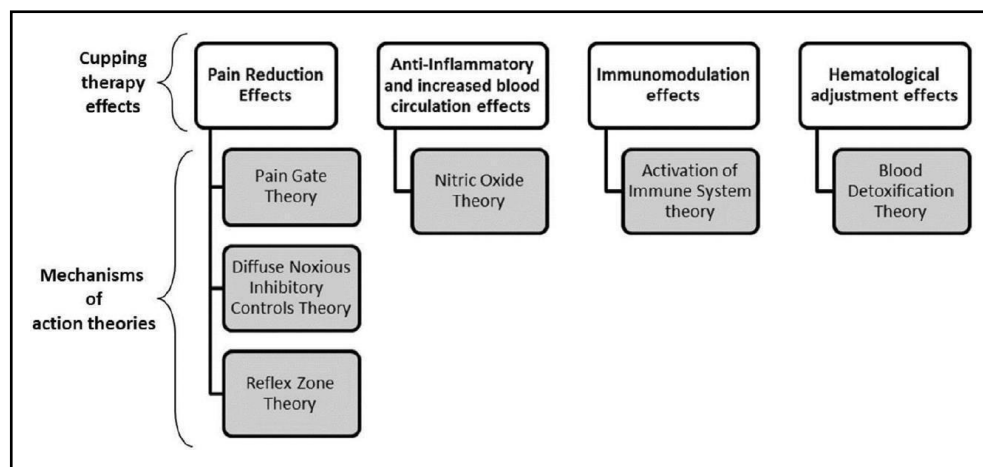 Cupping
therapy
effects
Pain Reduction
Effects
Anti-Inflammatory
and increased blood
circulation effects
Immunomodulation
effects
Hematological
adjustment effects
Mechanisms
of
action theories
Pain Gate
Theory
Diffuse Noxious
Inhibitory
Controls Theory
Reflex Zone
Theory
Nitric Oxide
Theory
Activation of
Immune System
theory
Blood
Detoxification
Theory